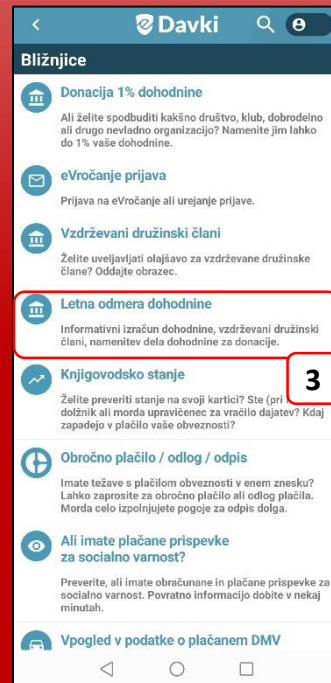 eDavki
Bližnjice
Donacija 1% dohodnine
Ali želite spodbuditi kakšno društvo, klub, dobrodelno
ali drugo nevladno organizacijo? Namenite jim lahko
do 1% vaše dohodnine.
eVročanje prijava
Prijava na eVročanje ali urejanje prijave.
Vzdrževani družinski člani
Želite uveljavljati olajšavo za vzdrževane družinske
člane? Oddajte obrazec.
Letna odmera dohodnine
Informativni izračun dohodnine, vzdrževani družinski
člani, namenitev dela dohodnine za donacije.
3
Knjigovodsko stanje
Želite preveriti stanje na svoji kartici? Ste (pri
dolžnik ali morda upravičenec za vračilo dajatev? Kdaj
zapadejo v plačilo vaše obveznosti?
Obročno plačilo / odlog / odpis
Imate težave s plačilom obveznosti v enem znesku?
Lahko zaprosite za obročno plačilo ali odlog plačila.
Morda celo izpolnjujete pogoje za odpis dolga.
Ali imate plačane prispevke
za socialno varnost?
Preverite, ali imate obračunane in plačane prispevke za
socialno varnost. Povratno informacijo dobite v nekaj
minutah.
Vpogled v podatke o plačanem DMV